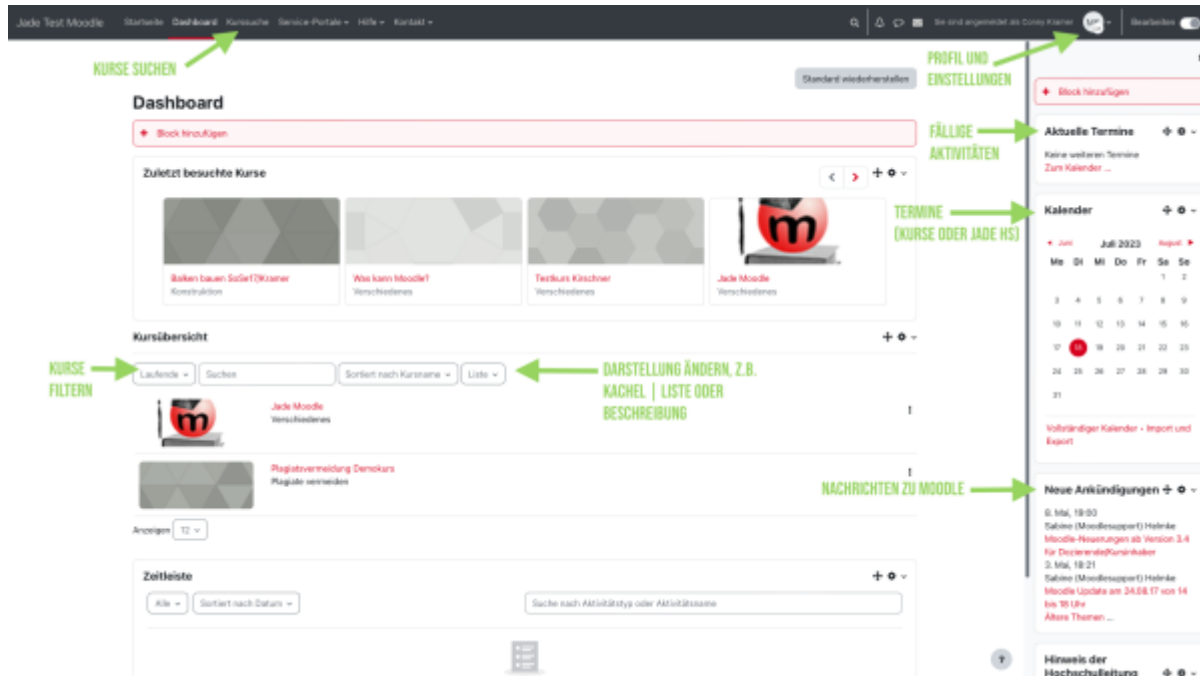 Jade Test Moodle Startseite Dashboard Kurssuche Service-Portale Hilfe Kontakt Sie sind angemeldet als Conny Kramer Bearbeiten
KURSE SUCHEN
PROFIL UND
EINSTELLUNGEN
Standard wiederherstellen
Dashboard
+ Block hinzufügen
Zuletzt besuchte Kurse
Balken bauen SoSe17|Kramer
Konstruktion
Was kann Moodle?
Verschiedenes
Testkurs Kirschner
Verschiedenes
m
Jade Moodle
Verschiedenes
Kursübersicht
KURSE
FILTERN
Laufende Suchen Sortiert nach Kursname Liste
DARSTELLUNG ÄNDERN, Z.B.
KACHEL | LISTE ODER
BESCHREIBUNG
m
Jade Moodle
Verschiedenes
Plagiatsvermeidung Demokurs
Plagiate vermeiden
Anzeigen 12
Zeitleiste
Alle Sortiert nach Datum Suche nach Aktivitätstyp oder Aktivitätsname
+ Block hinzufügen
FÄLLIGE
AKTIVITÄTEN
Aktuelle Termine
Keine weiteren Termine
Zum Kalender ...
TERMINE
(KURSE ODER JADE HS)
Kalender
Juni Juli 2023 August
Mo Di Mi Do Fr Sa So
1 2
3 4 5 6 7 8 9
10 11 12 13 14 15 16
17 18 19 20 21 22 23
24 25 26 27 28 29 30
31
Vollständiger Kalender • Import und
Export
NACHRICHTEN ZU MOODLE
Neue Ankündigungen
8. Mai, 19:00
Sabine (Moodlesupport) Helmke
Moodle-Neuerungen ab Version 3.4
für Dozierende/Kursinhaber
3. Mai, 18:21
Sabine (Moodlesupport) Helmke
Moodle Update am 24.08.17 von 14
bis 18 Uhr
Ältere Themen ...
Hinweis der
Hochschulleitung